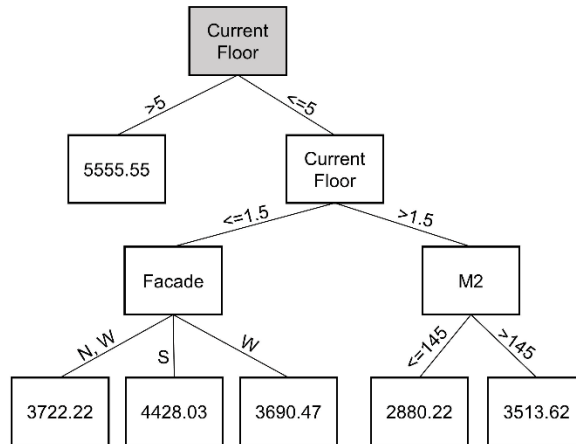 Current
Floor
>5
<=5
5555.55
Current
Floor
<=1.5
>1.5
Facade
M2
N, W
S
W
<=145
>145
3722.22
4428.03
3690.47
2880.22
3513.62